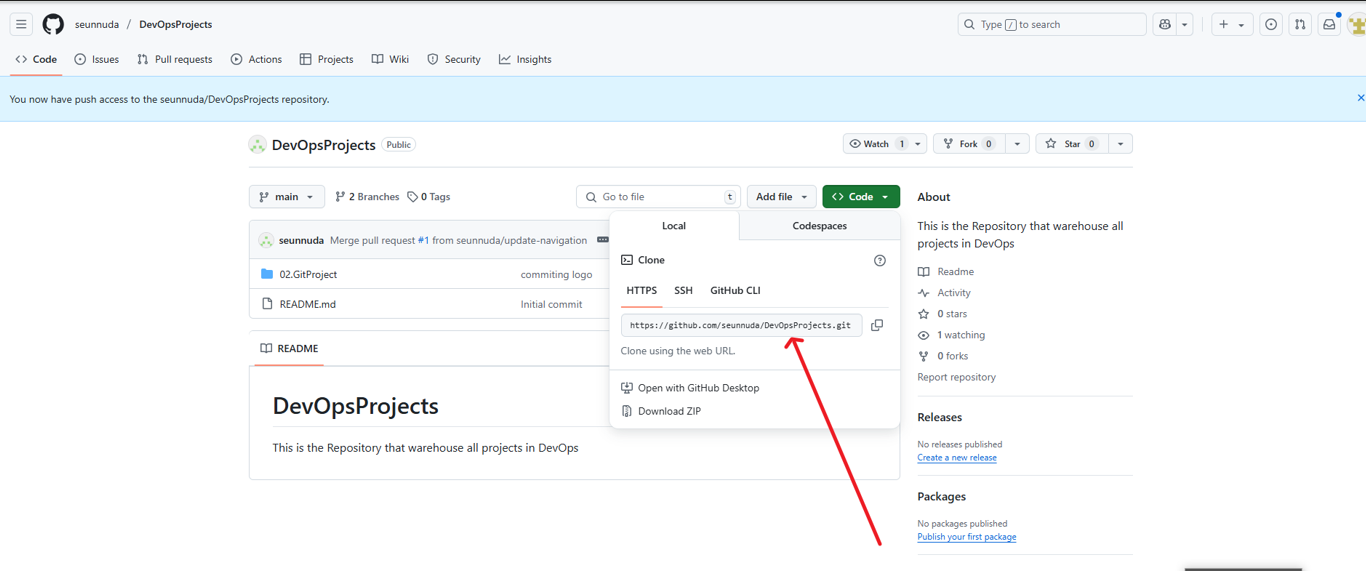 seunnuda / DevOpsProjects
Type / to search
Code Issues Pull requests Actions Projects Wiki Security Insights
You now have push access to the seunnuda/DevOpsProjects repository.
DevOpsProjects Public
Watch 1 Fork 0 Star 0
main 2 Branches 0 Tags Go to file t Add file Code
seunnuda Merge pull request #1 from seunnuda/update-navigation
02.GitProject commiting logo
README.md Initial commit
README
DevOpsProjects
This is the Repository that warehouse all projects in DevOps
Local Codespaces
Clone
HTTPS SSH GitHub CLI
https://github.com/seunnuda/DevOpsProjects.git
Clone using the web URL.
Open with GitHub Desktop
Download ZIP
About
This is the Repository that warehouse all
projects in DevOps
Readme
Activity
0 stars
1 watching
0 forks
Report repository
Releases
No releases published
Create a new release
Packages
No packages published
Publish your first package